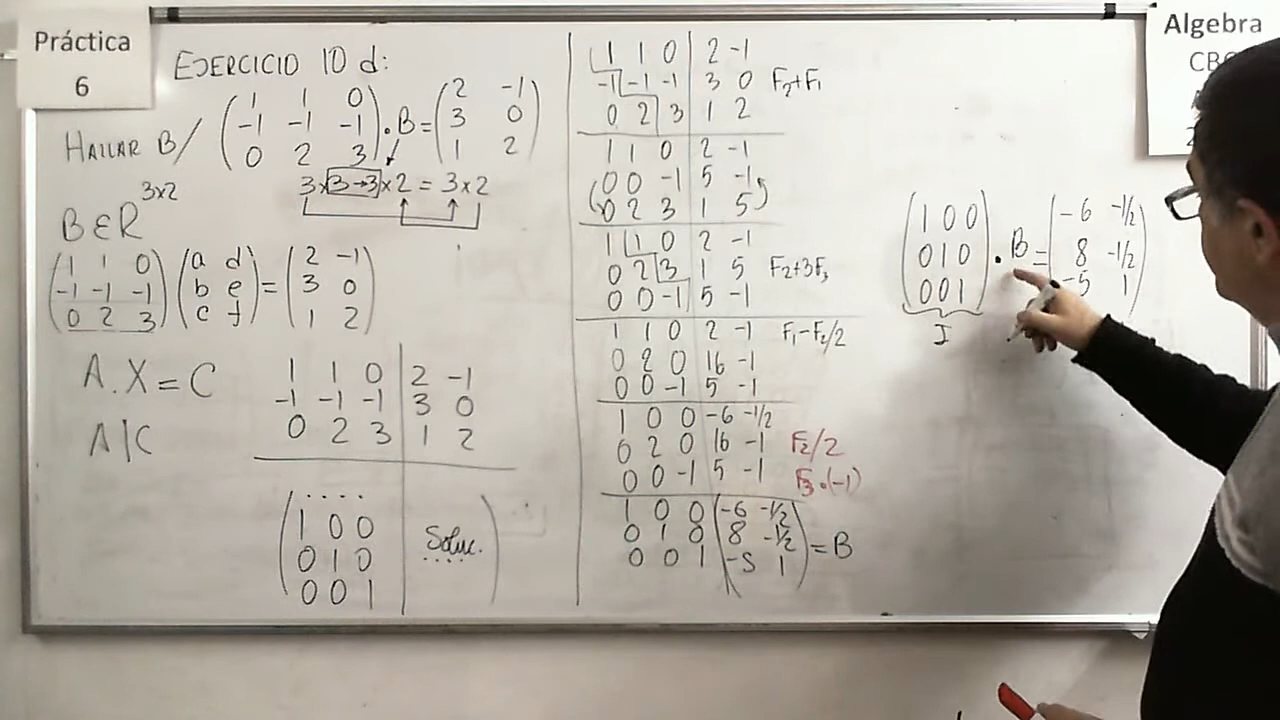 Práctica
6
EJERCICIO 10 d:
HALLAR B/ ( 1 1 0 ) . B = ( 2 -1 )
( -1 -1 -1 ) ( 3 0 )
( 0 2 3 ) ( 1 2 )
3x3→3x2 = 3x2
B ∈ R^3x2
( 1 1 0 ) ( a d ) = ( 2 -1 )
( -1 -1 -1 ) ( b e ) ( 3 0 )
( 0 2 3 ) ( c f ) ( 1 2 )
A.X = C
A|C
1 1 0 | 2 -1
-1 -1 -1 | 3 0
0 2 3 | 1 2
. . . .
1 0 0
0 1 0 | Soluc.
0 0 1 | . . . .
1 1 0 | 2 -1
-1 -1 -1 | 3 0 F2+F1
0 2 3 | 1 2
1 1 0 | 2 -1
0 0 -1 | 5 -1
0 2 3 | 1 5
1 1 0 | 2 -1
0 2 3 | 1 5 F2+3F3
0 0 -1 | 5 -1
1 1 0 | 2 -1 F1-F2/2
0 2 0 | 16 -1
0 0 -1 | 5 -1
1 0 0 | -6 -1/2
0 2 0 | 16 -1 F2/2
0 0 -1 | 5 -1 F3.(-1)
1 0 0 | -6 -1/2
0 1 0 | 8 -1/2 = B
0 0 1 | -5 1
Algebra
( 1 0 0 ) . B = ( -6 -1/2 )
( 0 1 0 ) ( 8 -1/2 )
( 0 0 1 ) ( -5 1 )
I